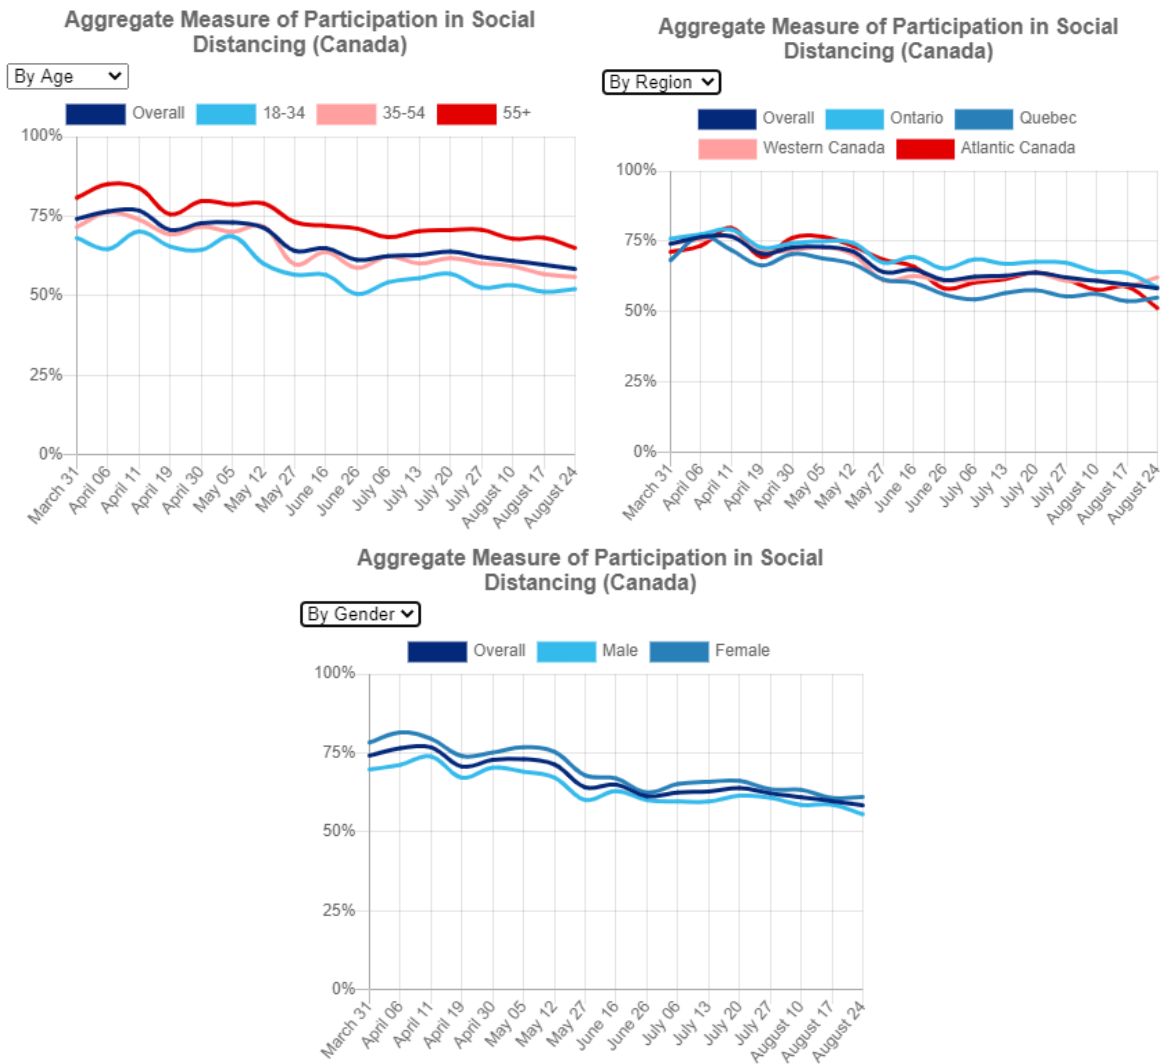 Aggregate Measure of Participation in Social
Distancing (Canada)
By Age
Overall 18-34 35-54 55+
100%
75%
50%
25%
0%
March 31
April 06
April 11
April 19
April 30
May 05
May 12
May 27
June 16
June 26
July 06
July 13
July 20
July 27
August 10
August 17
August 24
Aggregate Measure of Participation in Social
Distancing (Canada)
By Region
Overall Ontario Quebec
Western Canada Atlantic Canada
100%
75%
50%
25%
0%
March 31
April 06
April 11
April 19
April 30
May 05
May 12
May 27
June 16
June 26
July 06
July 13
July 20
July 27
August 10
August 17
August 24
Aggregate Measure of Participation in Social
Distancing (Canada)
By Gender
Overall Male Female
100%
75%
50%
25%
0%
March 31
April 06
April 11
April 19
April 30
May 05
May 12
May 27
June 16
June 26
July 06
July 13
July 20
July 27
August 10
August 17
August 24